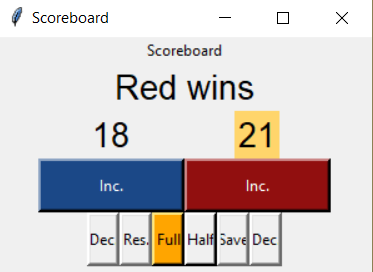 Scoreboard
Scoreboard
Red wins
18 21
Inc. Inc.
Dec Res. Full Half Save Dec